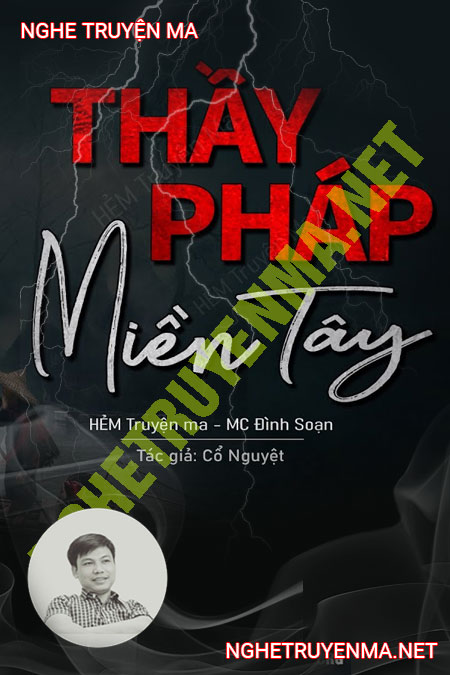 NGHE TRUYỆN MA
THẦY
PHÁP
Miền Tây
HẺM Truyện ma - MC Đình Soạn
Tác giả: Cổ Nguyệt
NGHETRUYENMA.NET
NGHETRUYENMA.NET